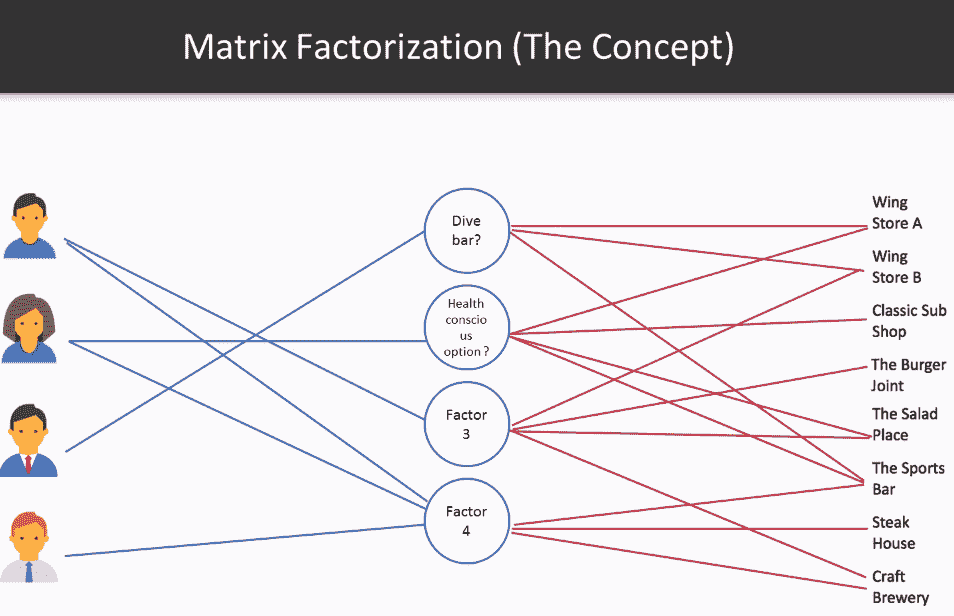 Matrix Factorization (The Concept)
Dive
bar?
Health
conscio
us
option ?
Factor
3
Factor
4
Wing
Store A
Wing
Store B
Classic Sub
Shop
The Burger
Joint
The Salad
Place
The Sports
Bar
Steak
House
Craft
Brewery